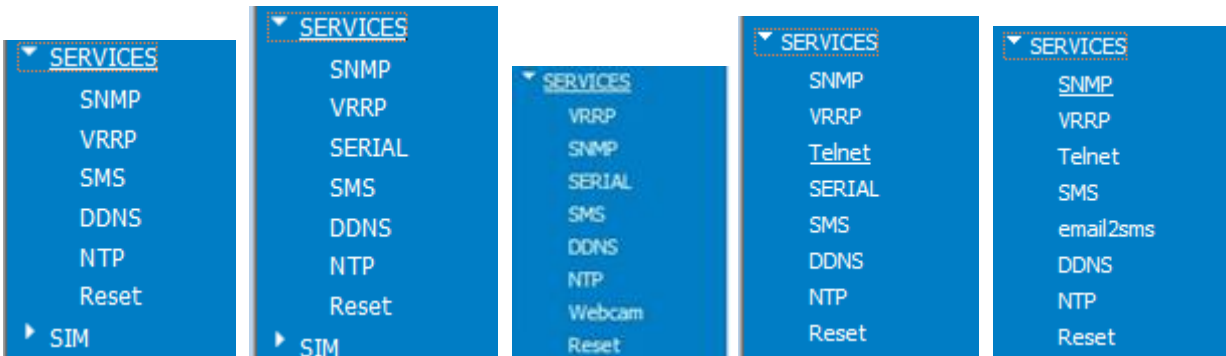 SERVICES
SNMP
VRRP
SMS
DDNS
NTP
Reset
SIM
SERVICES
SNMP
VRRP
SERIAL
SMS
DDNS
NTP
Reset
SIM
SERVICES
VRRP
SNMP
SERIAL
SMS
DDNS
NTP
Webcam
Reset
SERVICES
SNMP
VRRP
Telnet
SERIAL
SMS
DDNS
NTP
Reset
SERVICES
SNMP
VRRP
Telnet
SMS
email2sms
DDNS
NTP
Reset